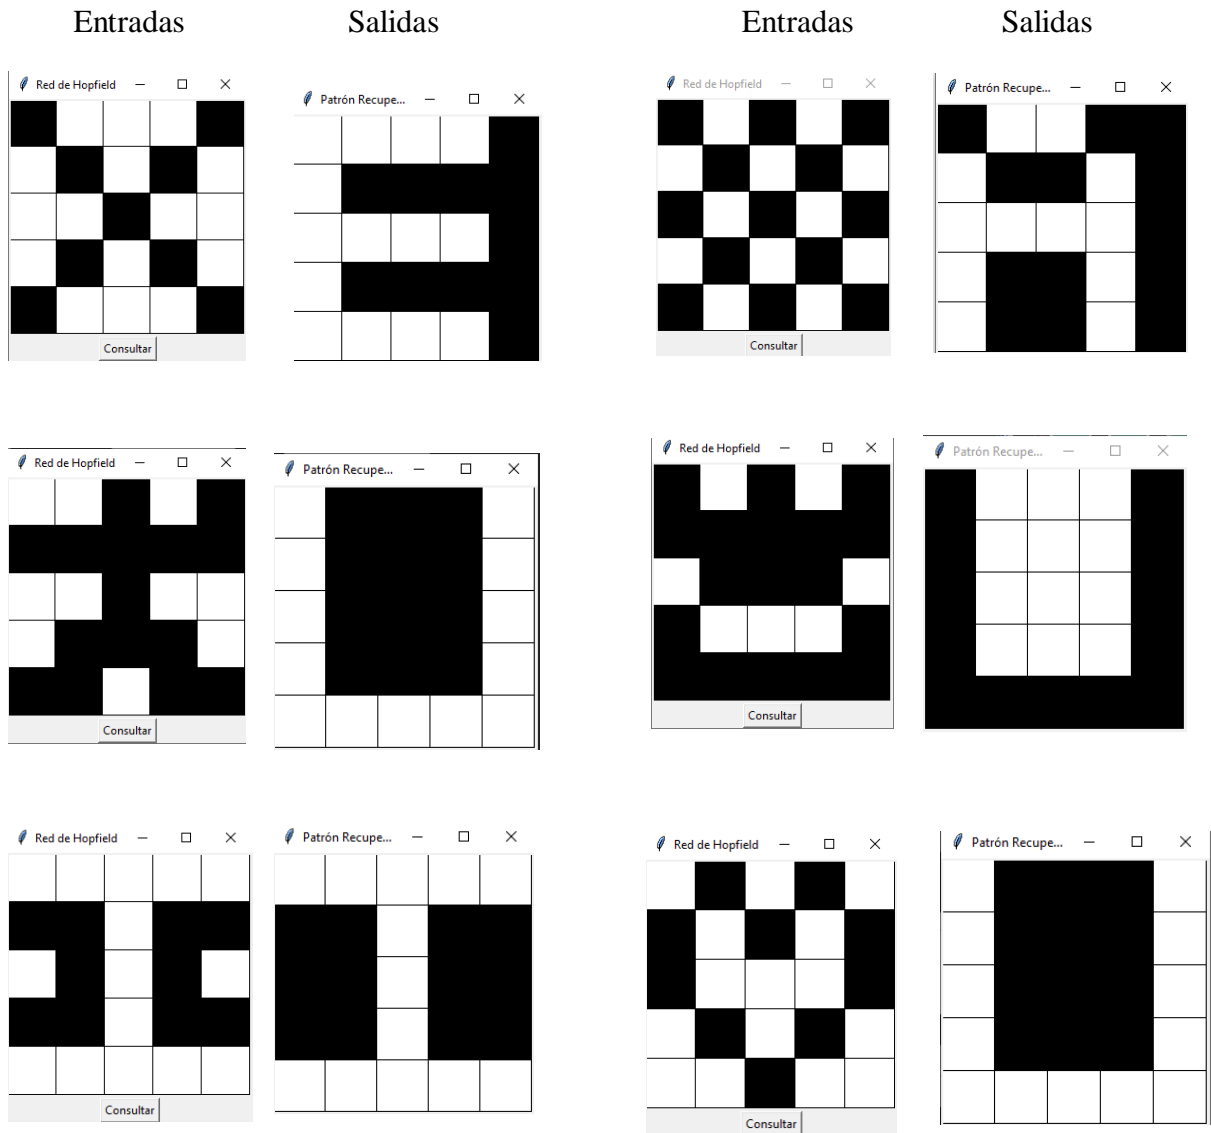 Entradas Salidas Entradas Salidas
Red de Hopfield
Patrón Recupe...
Red de Hopfield
Patrón Recupe...
Consultar
Consultar
Red de Hopfield
Patrón Recupe...
Red de Hopfield
Patrón Recupe...
Consultar
Consultar
Red de Hopfield
Patrón Recupe...
Red de Hopfield
Patrón Recupe...
Consultar
Consultar